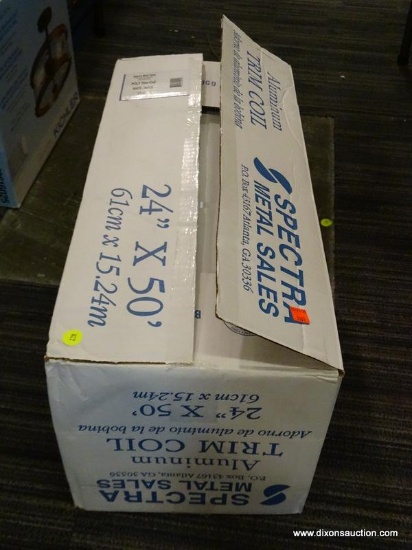 Aluminum
TRIM COIL
Adorno de aluminio de la bobina
SPECTRA
METAL SALES
P.O. Box 43167 Atlanta, GA 30336
24" X 50'
61cm x 15.24m
24" X 50'
61cm x 15.24m
Adorno de aluminio de la bobina
TRIM COIL
Aluminum
P.O. Box 43167 Atlanta, GA 30336
METAL SALES
SPECTRA
www.dixonsauction.com